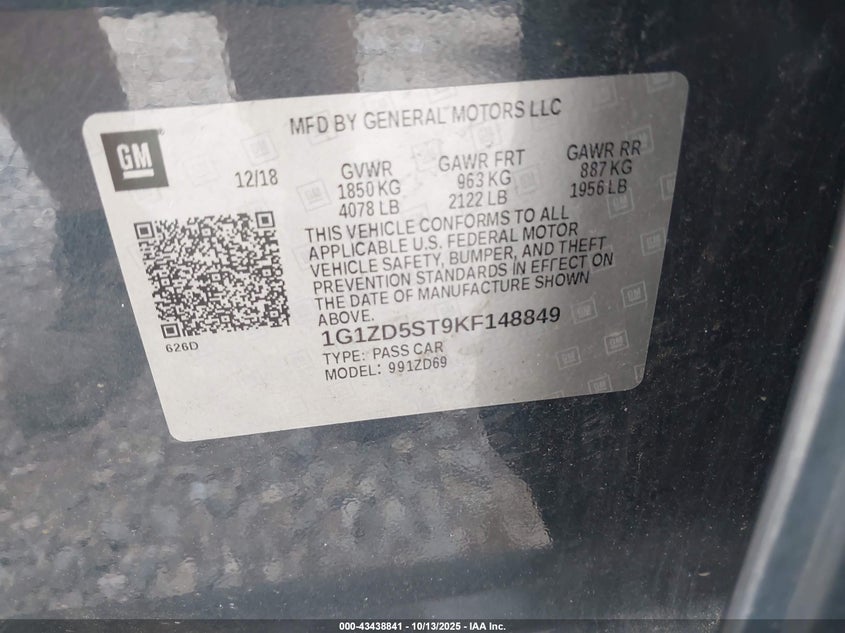 MFD BY GENERAL MOTORS LLC
GM
12/18
GVWR GAWR FRT GAWR RR
1850 KG 963 KG 887 KG
4078 LB 2122 LB 1956 LB
THIS VEHICLE CONFORMS TO ALL
APPLICABLE U.S. FEDERAL MOTOR
VEHICLE SAFETY, BUMPER, AND THEFT
PREVENTION STANDARDS IN EFFECT ON
THE DATE OF MANUFACTURE SHOWN
ABOVE.
626D
1G1ZD5ST9KF148849
TYPE: PASS CAR
MODEL: 991ZD69
000-43438841 - 10/13/2025 - IAA Inc.